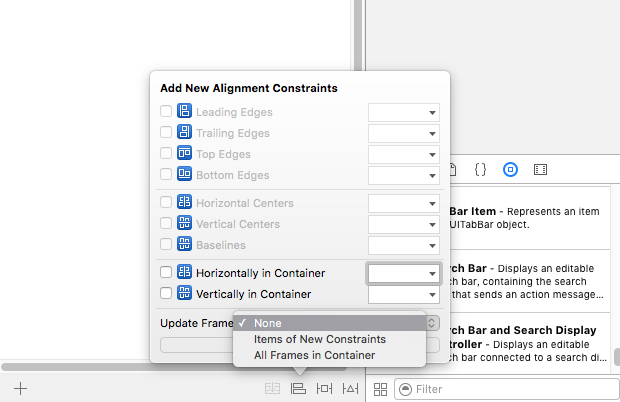 Add New Alignment Constraints
Leading Edges
Trailing Edges
Top Edges
Bottom Edges
Horizontal Centers
Vertical Centers
Baselines
Horizontally in Container
Vertically in Container
Update Frame
✓ None
Items of New Constraints
All Frames in Container
{}
Bar Item - Represents an item
UITabBar object.
rch Bar - Displays an editable
ch bar, containing the search
that sends an action message...
rch Bar and Search Display
troller - Displays an editable
ch bar connected to a search di...
Filter